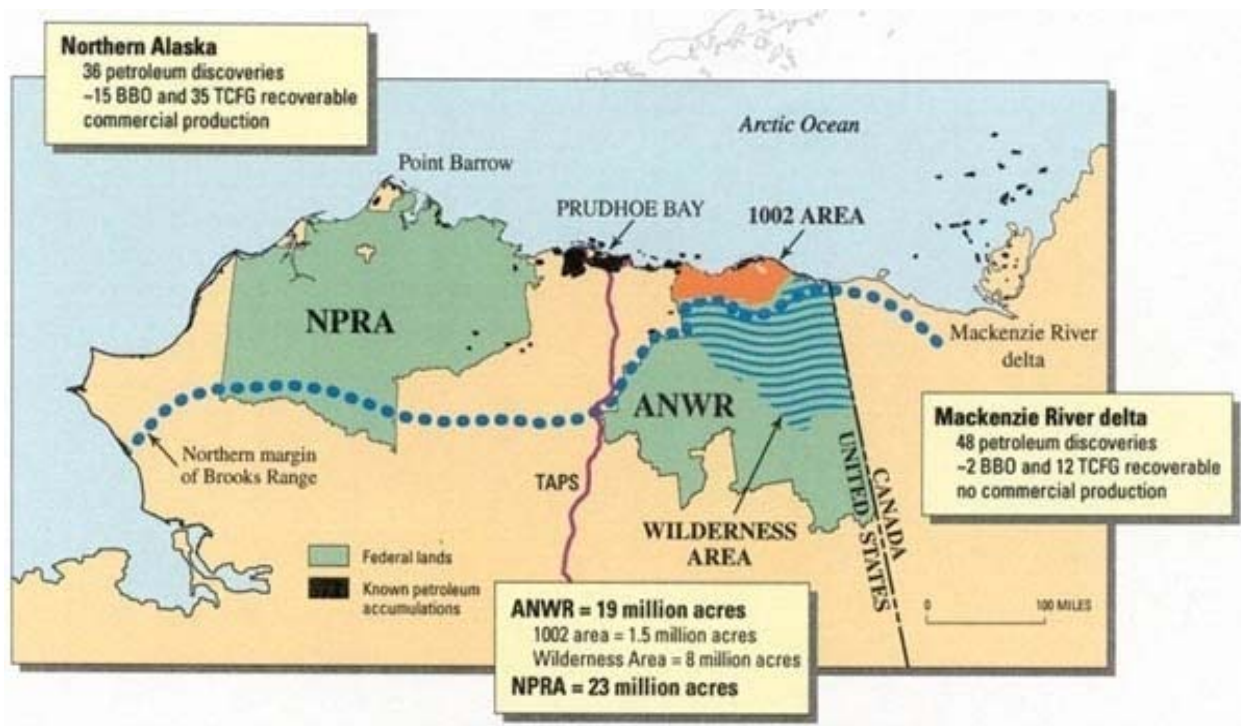 Northern Alaska
36 petroleum discoveries
~15 BBO and 35 TCFG recoverable
commercial production
Arctic Ocean
Point Barrow
PRUDHOE BAY
1002 AREA
NPRA
Mackenzie River
delta
ANWR
Northern margin
of Brooks Range
TAPS
WILDERNESS
AREA
CANADA
UNITED STATES
Mackenzie River delta
48 petroleum discoveries
~2 BBO and 12 TCFG recoverable
no commercial production
Federal lands
Known petroleum
accumulations
0 100 MILES
ANWR = 19 million acres
1002 area = 1.5 million acres
Wilderness Area = 8 million acres
NPRA = 23 million acres